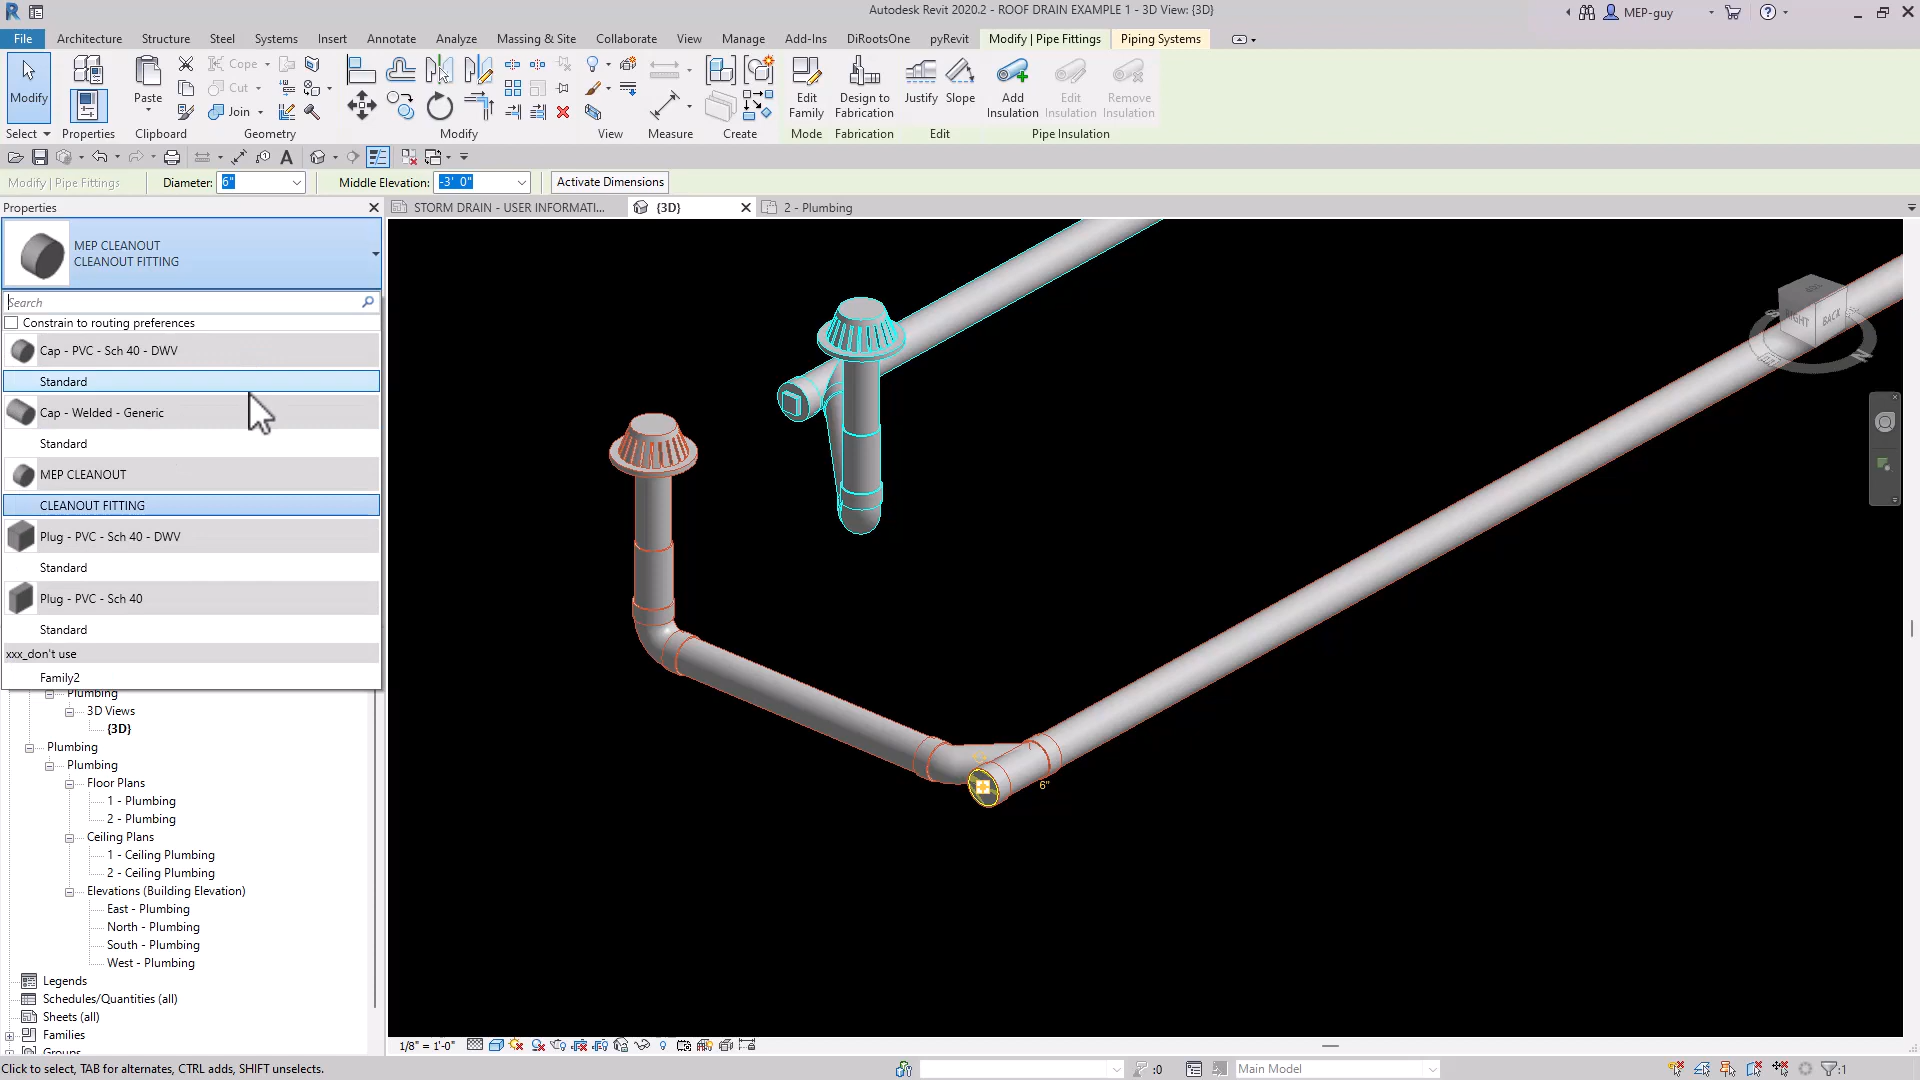 Autodesk Revit 2020.2 - ROOF DRAIN EXAMPLE 1 - 3D View: {3D}
MEP-guy
File Architecture Structure Steel Systems Insert Annotate Analyze Massing & Site Collaborate View Manage Add-Ins DiRootsOne pyRevit Modify | Pipe Fittings Piping Systems
Cope
Cut
Join
Modify
Paste
Edit Family
Design to Fabrication
Justify
Slope
Add Insulation
Edit Insulation
Remove Insulation
Select Properties Clipboard Geometry Modify View Measure Create Mode Fabrication Edit Pipe Insulation
Modify | Pipe Fittings Diameter: 6" Middle Elevation: -3' 0" Activate Dimensions
Properties
STORM DRAIN - USER INFORMATI... {3D} 2 - Plumbing
MEP CLEANOUT
CLEANOUT FITTING
Search
Constrain to routing preferences
Cap - PVC - Sch 40 - DWV
Standard
Cap - Welded - Generic
Standard
MEP CLEANOUT
CLEANOUT FITTING
Plug - PVC - Sch 40 - DWV
Standard
Plug - PVC - Sch 40
Standard
xxx_don't use
Family2
Plumbing
3D Views
{3D}
Plumbing
Plumbing
Floor Plans
1 - Plumbing
2 - Plumbing
Ceiling Plans
1 - Ceiling Plumbing
2 - Ceiling Plumbing
Elevations (Building Elevation)
East - Plumbing
North - Plumbing
South - Plumbing
West - Plumbing
Legends
Schedules/Quantities (all)
Sheets (all)
Families
Groups
RIGHT BACK
6"
1/8" = 1'-0"
Click to select, TAB for alternates, CTRL adds, SHIFT unselects.
:0
Main Model
:1